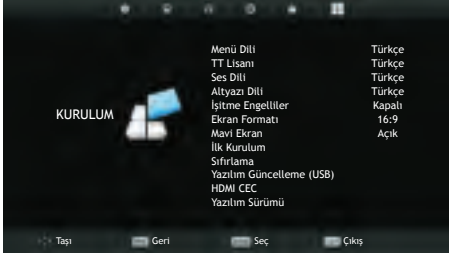 KURULUM
Menü Dili Türkçe
TT Lisanı Türkçe
Ses Dili Türkçe
Altyazı Dili Türkçe
İşitme Engelliler Kapalı
Ekran Formatı 16:9
Mavi Ekran Açık
İlk Kurulum
Sıfırlama
Yazılım Güncelleme (USB)
HDMI CEC
Yazılım Sürümü
Taşı Geri Seç Çıkış